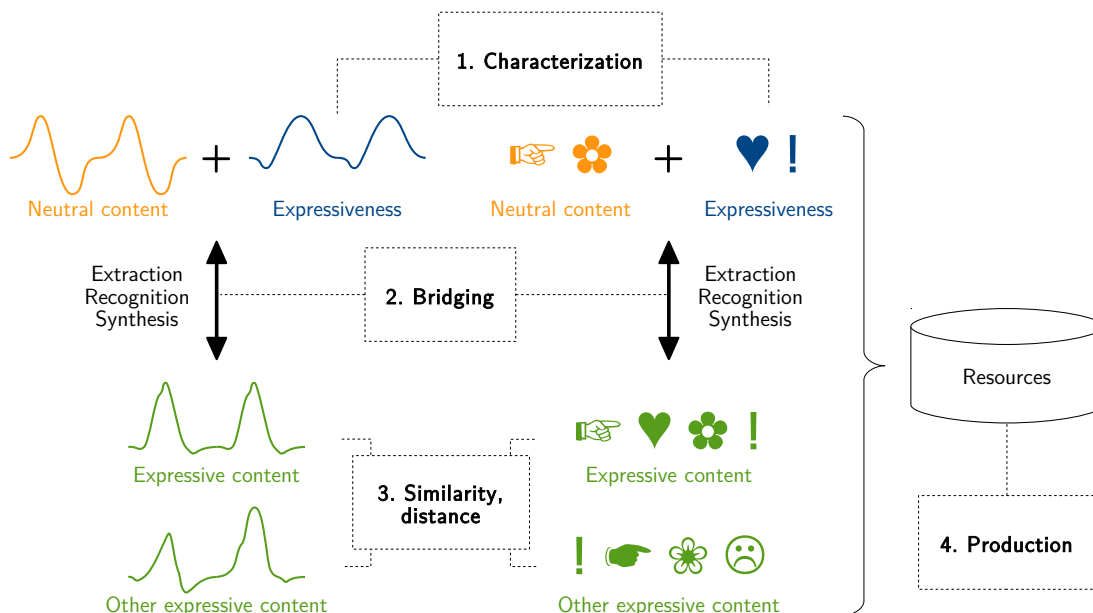 1. Characterization
Neutral content
Expressiveness
Neutral content
Expressiveness
Extraction
Recognition
Synthesis
2. Bridging
Extraction
Recognition
Synthesis
Resources
Expressive content
Expressive content
3. Similarity,
distance
4. Production
Other expressive content
Other expressive content